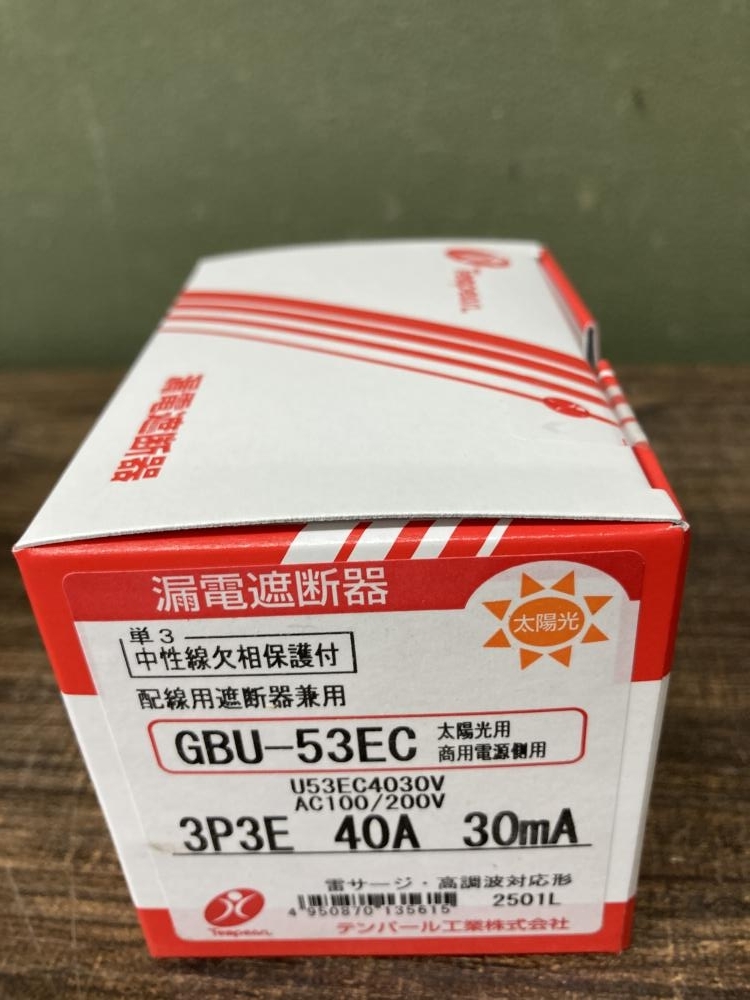 Teapearl
漏電遮断器
漏電遮断器
太陽光
単3
中性線欠相保護付
配線用遮断器兼用
GBU-53EC
太陽光用
商用電源側用
U53EC4030V
AC100/200V
3P3E 40A 30mA
雷サージ・高調波対応形
4 950870 135615
2501L
Teapearl
テンパール工業株式会社